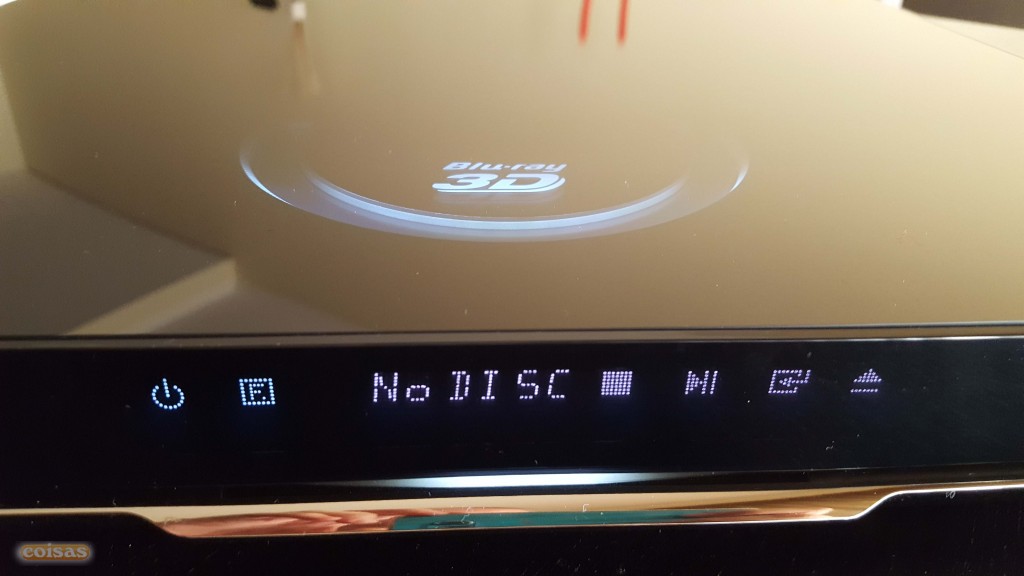 Blu-ray
3D
F.
No DISC
coisas